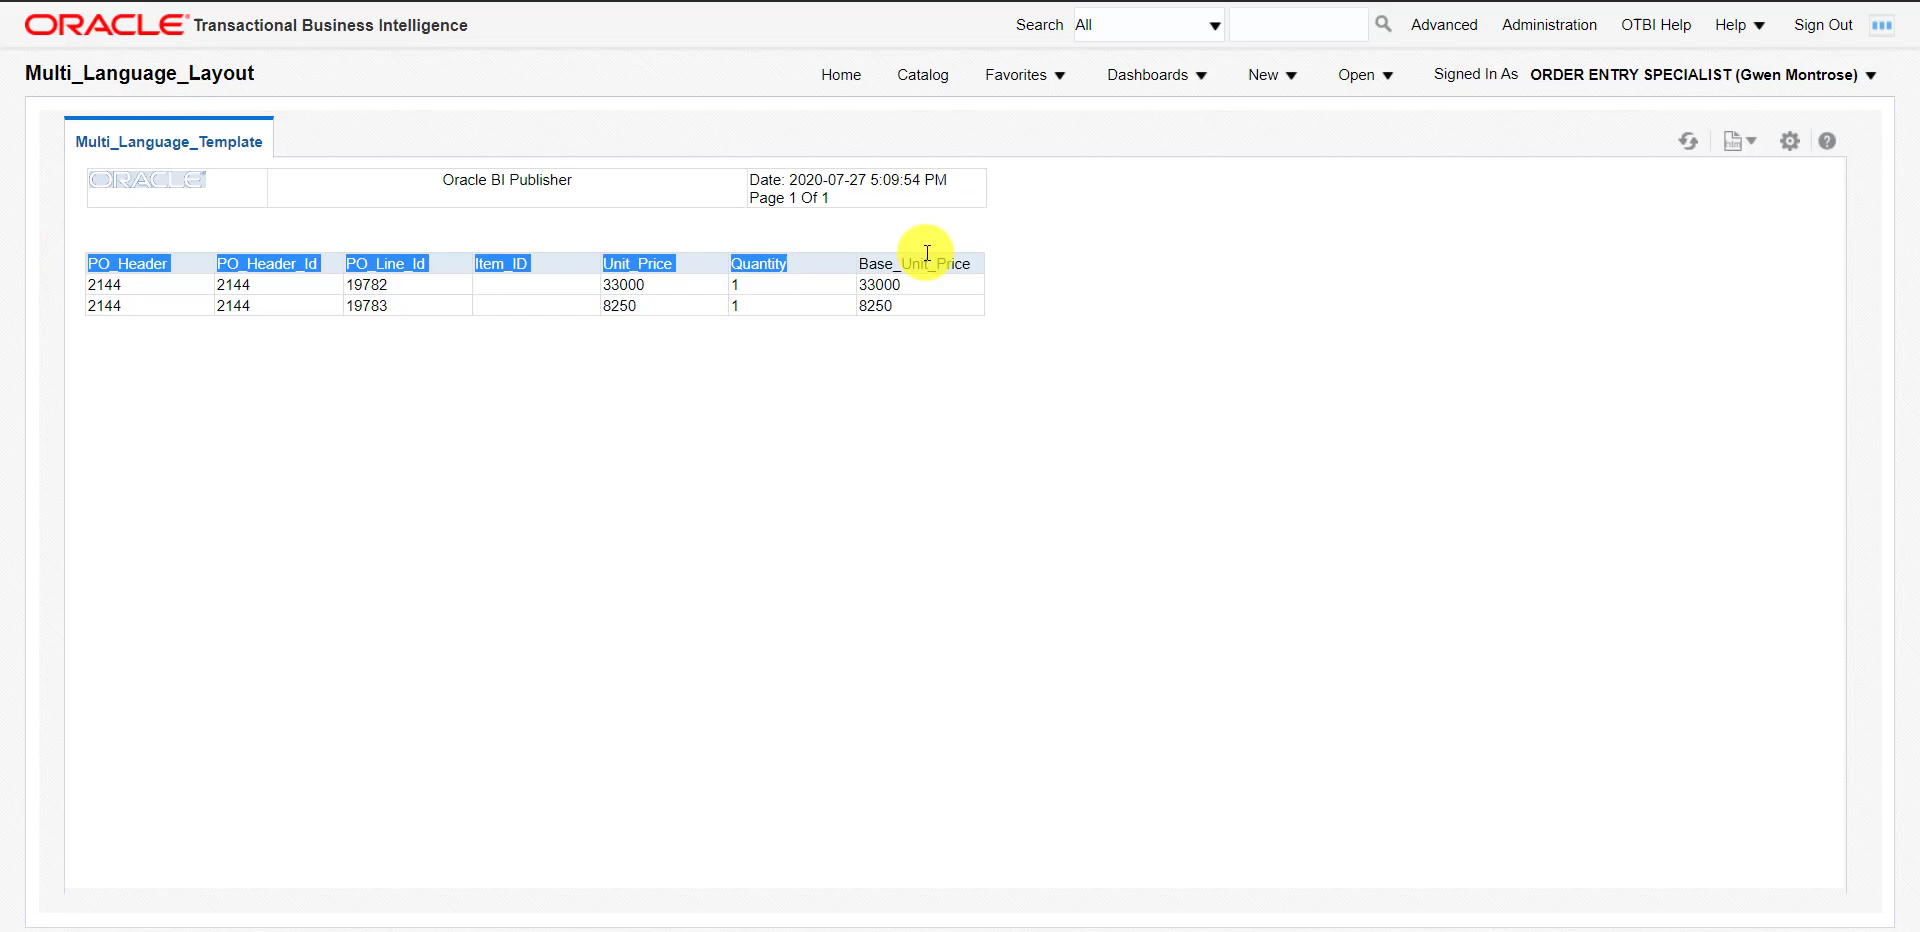 ORACLE Transactional Business Intelligence Search All Advanced Administration OTBI Help Help Sign Out
Multi_Language_Layout Home Catalog Favorites Dashboards New Open Signed In As ORDER ENTRY SPECIALIST (Gwen Montrose)
Multi_Language_Template
ORACLE Oracle BI Publisher Date: 2020-07-27 5:09:54 PM
Page 1 Of 1
PO_Header PO_Header_Id PO_Line_Id Item_ID Unit_Price Quantity Base_Unit_Price
2144 2144 19782 33000 1 33000
2144 2144 19783 8250 1 8250